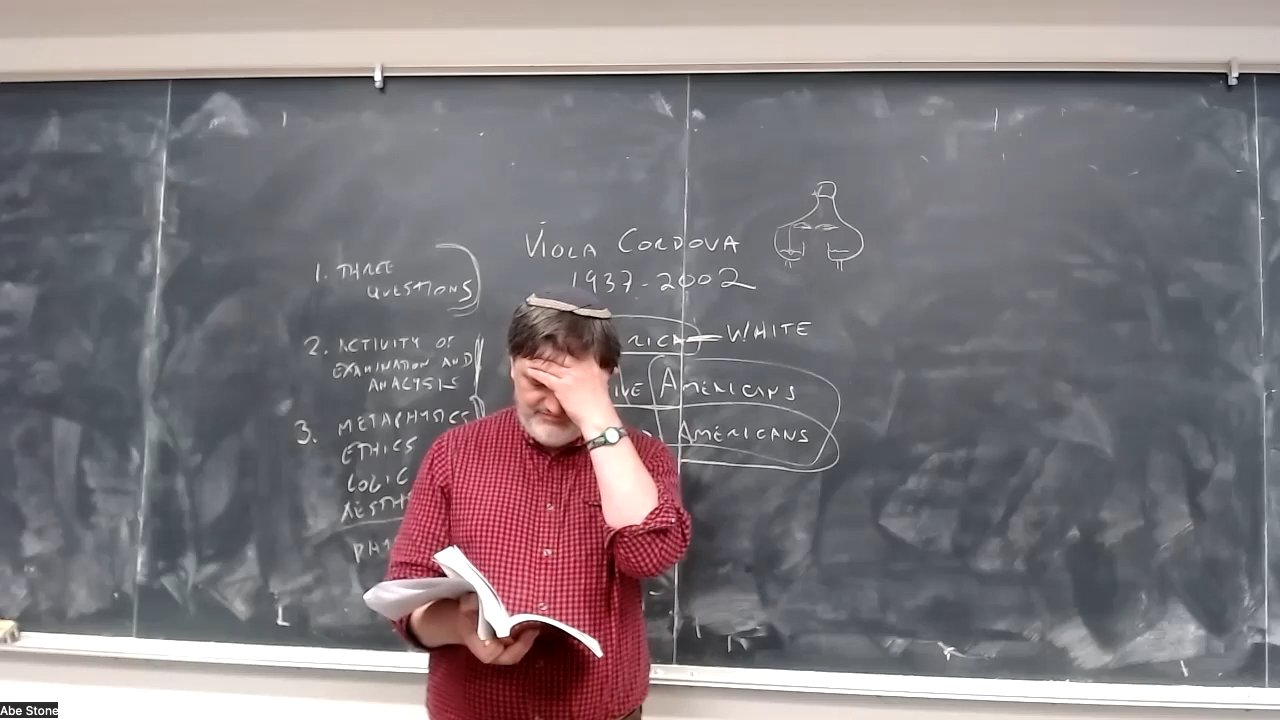 VIOLA CORDOVA
1937-2002
1. THREE
QUESTIONS
2. ACTIVITY OF
EXAMINATION AND
ANALYSIS
3. METAPHYSICS
ETHICS
LOGIC
WHITE
AMERICANS
AMERICANS
Abe Stone